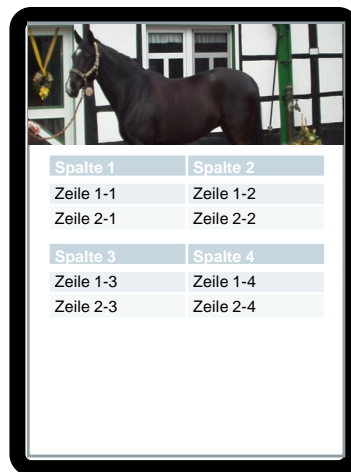 Spalte 1 Spalte 2
Zeile 1-1 Zeile 1-2
Zeile 2-1 Zeile 2-2
Spalte 3 Spalte 4
Zeile 1-3 Zeile 1-4
Zeile 2-3 Zeile 2-4